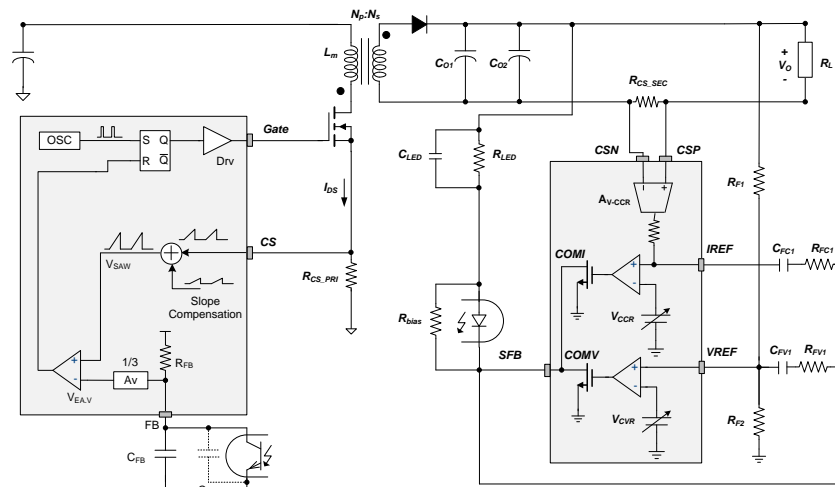 Np:Ns
Lm
CO1
CO2
+
VO
-
RL
RCS_SEC
OSC
S Q
R Q̅
Drv
Gate
CLED
RLED
CSN
CSP
RF1
IDS
AV-CCR
CS
VSAW
+
Slope
Compensation
RCS_PRI
COMI
+
-
IREF
CFC1
RFC1
VCCR
Rbias
SFB
COMV
+
-
VREF
CFV1
RFV1
VCVR
RF2
1/3
RFB
+
-
Av
VEA.V
FB
CFB